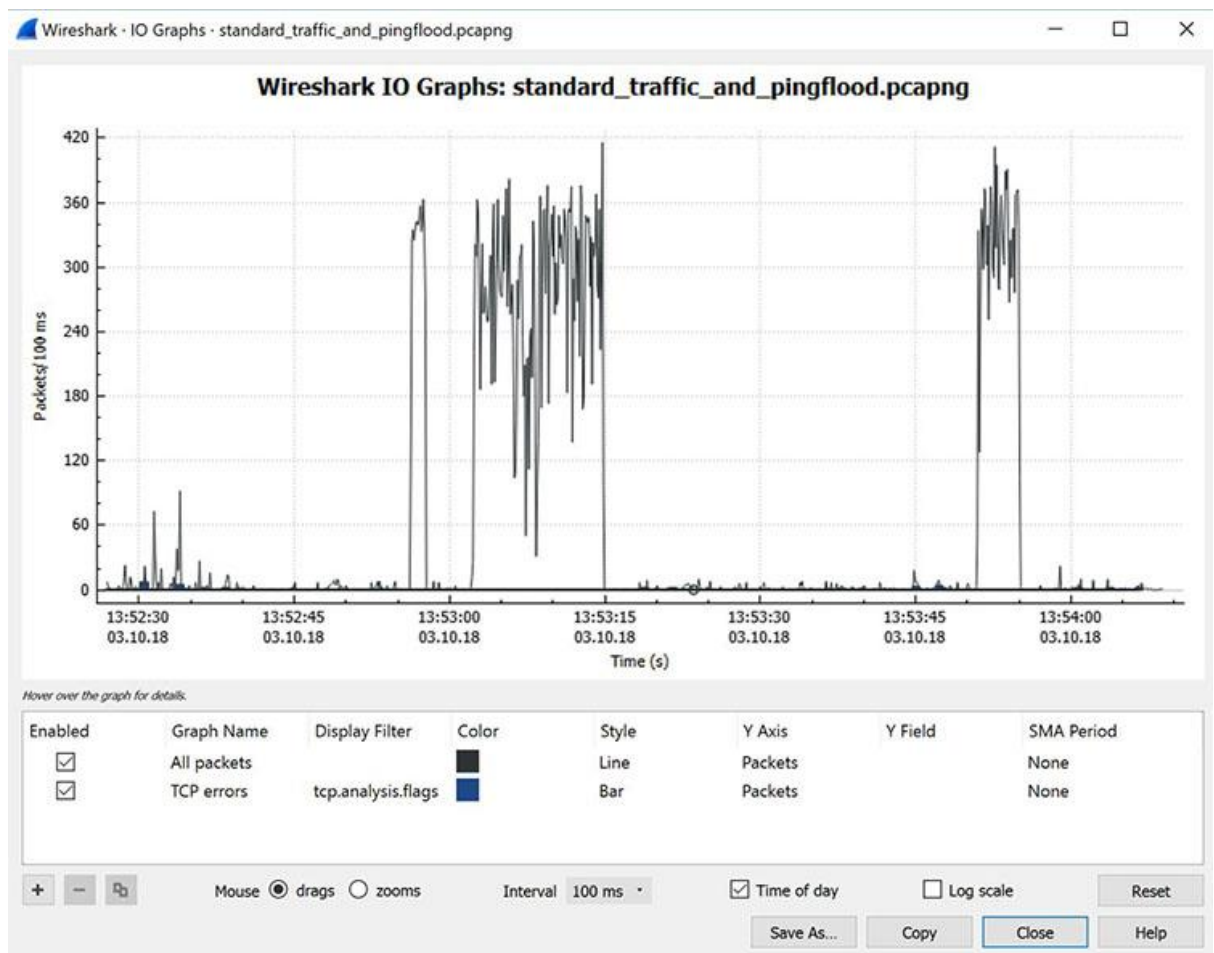 Wireshark · IO Graphs · standard_traffic_and_pingflood.pcapng
Wireshark IO Graphs: standard_traffic_and_pingflood.pcapng
420
360
300
240
180
120
60
0
Packets/100 ms
13:52:30 13:52:45 13:53:00 13:53:15 13:53:30 13:53:45 13:54:00
03.10.18 03.10.18 03.10.18 03.10.18 03.10.18 03.10.18 03.10.18
Time (s)
Hover over the graph for details.
Enabled Graph Name Display Filter Color Style Y Axis Y Field SMA Period
All packets Line Packets None
TCP errors tcp.analysis.flags Bar Packets None
+ − Mouse drags zooms Interval 100 ms Time of day Log scale Reset
Save As... Copy Close Help